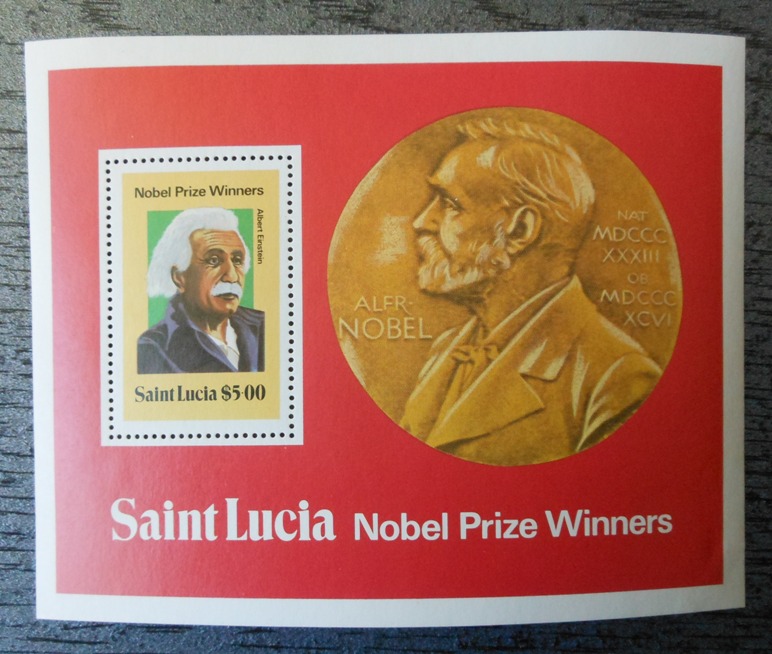 Nobel Prize Winners
Albert Einstein
Saint Lucia $5·00
ALFR·
NOBEL
NAT
MDCCC
XXXIII
OB
MDCCC
XCVI
Saint Lucia Nobel Prize Winners